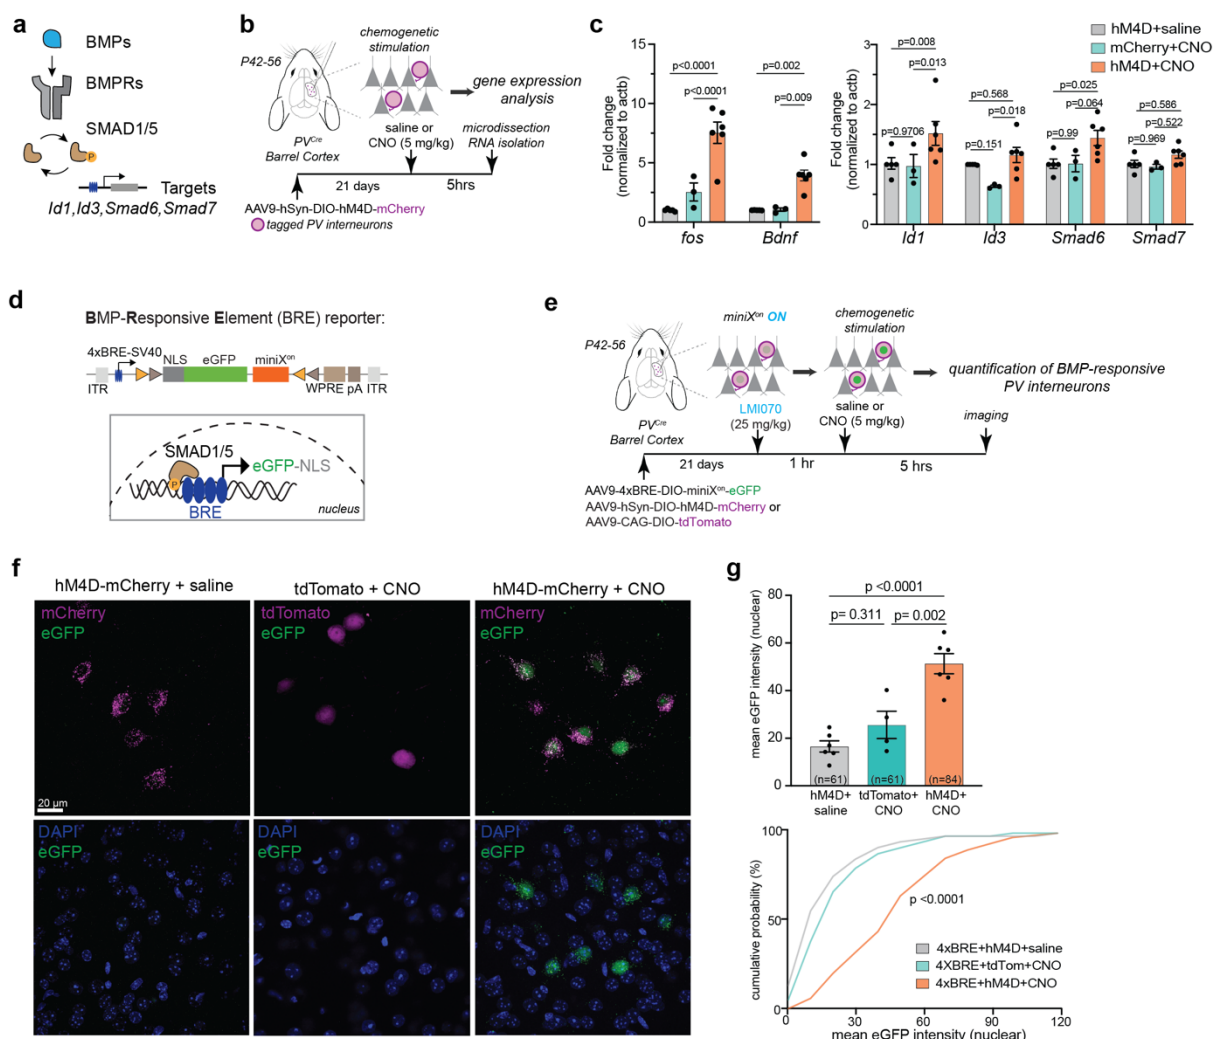 a
BMPs
BMPRs
SMAD1/5
P
Targets
Id1,Id3,Smad6,Smad7
b
P42-56
chemogenetic
stimulation
gene expression
analysis
saline or
CNO (5 mg/kg)
microdissection
RNA isolation
PVCre
Barrel Cortex
21 days
5hrs
AAV9-hSyn-DIO-hM4D-mCherry
tagged PV interneurons
c
Fold change
(normalized to actb)
15
10
5
0
p<0.0001
p<0.0001
p=0.002
p=0.009
fos
Bdnf
Fold change
(normalized to actb)
3
2
1
0
p=0.008
p=0.013
p=0.9706
p=0.568
p=0.018
p=0.151
p=0.025
p=0.064
p=0.99
p=0.586
p=0.522
p=0.969
Id1
Id3
Smad6
Smad7
hM4D+saline
mCherry+CNO
hM4D+CNO
d
BMP-Responsive Element (BRE) reporter:
4xBRE-SV40
NLS
eGFP
miniXon
ITR
WPRE
pA
ITR
SMAD1/5
P
eGFP-NLS
BRE
nucleus
e
P42-56
miniXon ON
chemogenetic
stimulation
quantification of BMP-responsive
PV interneurons
LMI070
(25 mg/kg)
saline or
CNO (5 mg/kg)
imaging
PVCre
Barrel Cortex
21 days
1 hr
5 hrs
AAV9-4xBRE-DIO-miniXon-eGFP
AAV9-hSyn-DIO-hM4D-mCherry or
AAV9-CAG-DIO-tdTomato
f
hM4D-mCherry + saline
tdTomato + CNO
hM4D-mCherry + CNO
mCherry
eGFP
tdTomato
eGFP
mCherry
eGFP
20 µm
DAPI
eGFP
DAPI
eGFP
DAPI
eGFP
g
mean eGFP intensity (nuclear)
80
60
40
20
0
p <0.0001
p= 0.311
p= 0.002
(n=61)
(n=61)
(n=84)
hM4D+
saline
tdTomato+
CNO
hM4D+
CNO
cumulative probability (%)
100
50
0
p <0.0001
4xBRE+hM4D+saline
4XBRE+tdTom+CNO
4xBRE+hM4D+CNO
0
30
60
90
120
mean eGFP intensity (nuclear)